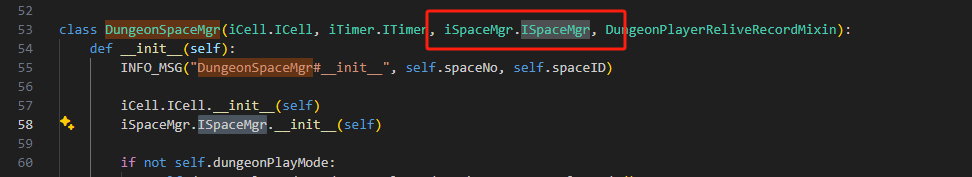 52
53 class DungeonSpaceMgr(iCell.ICell, iTimer.ITimer, iSpaceMgr.ISpaceMgr, DungeonPlayerReliveRecordMixin):
54 def __init__(self):
55 INFO_MSG("DungeonSpaceMgr#__init__", self.spaceNo, self.spaceID)
56
57 iCell.ICell.__init__(self)
58 iSpaceMgr.ISpaceMgr.__init__(self)
59
60 if not self.dungeonPlayMode: